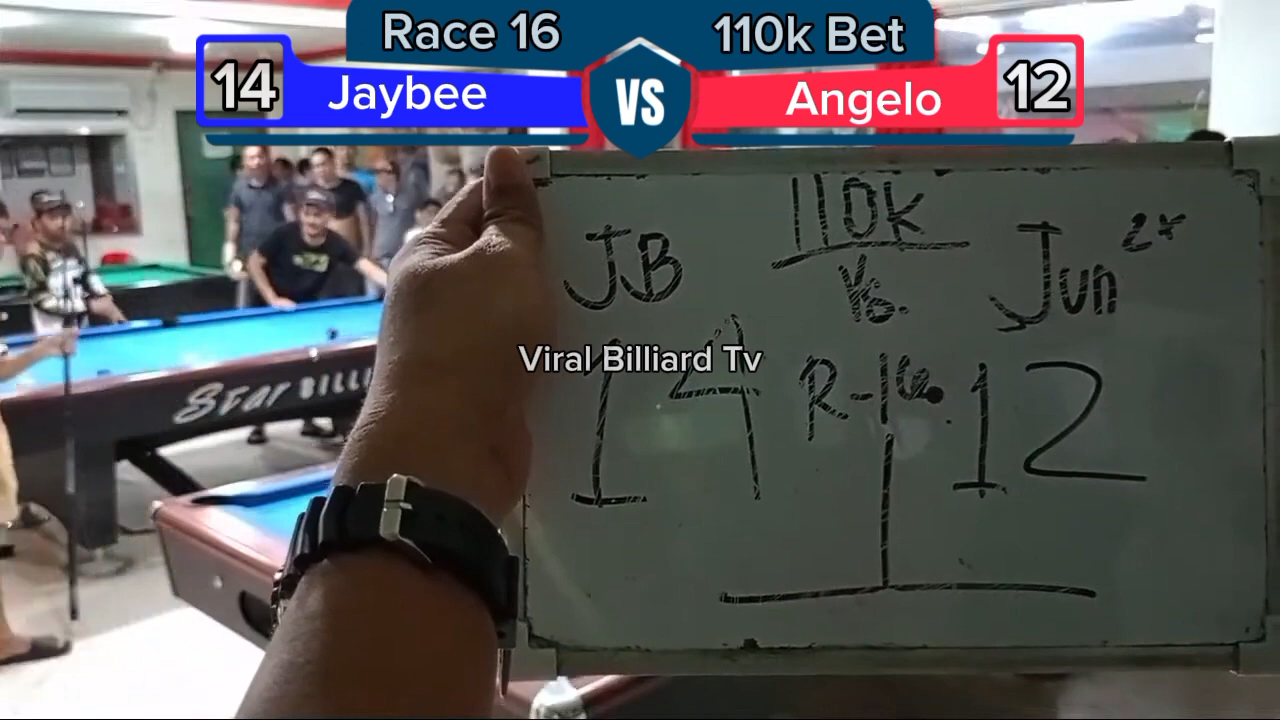 Race 16
110k Bet
14 Jaybee VS Angelo 12
110K
JB Vs. Jun 2x
Viral Billiard Tv
14 R-16 12
Star BILLI